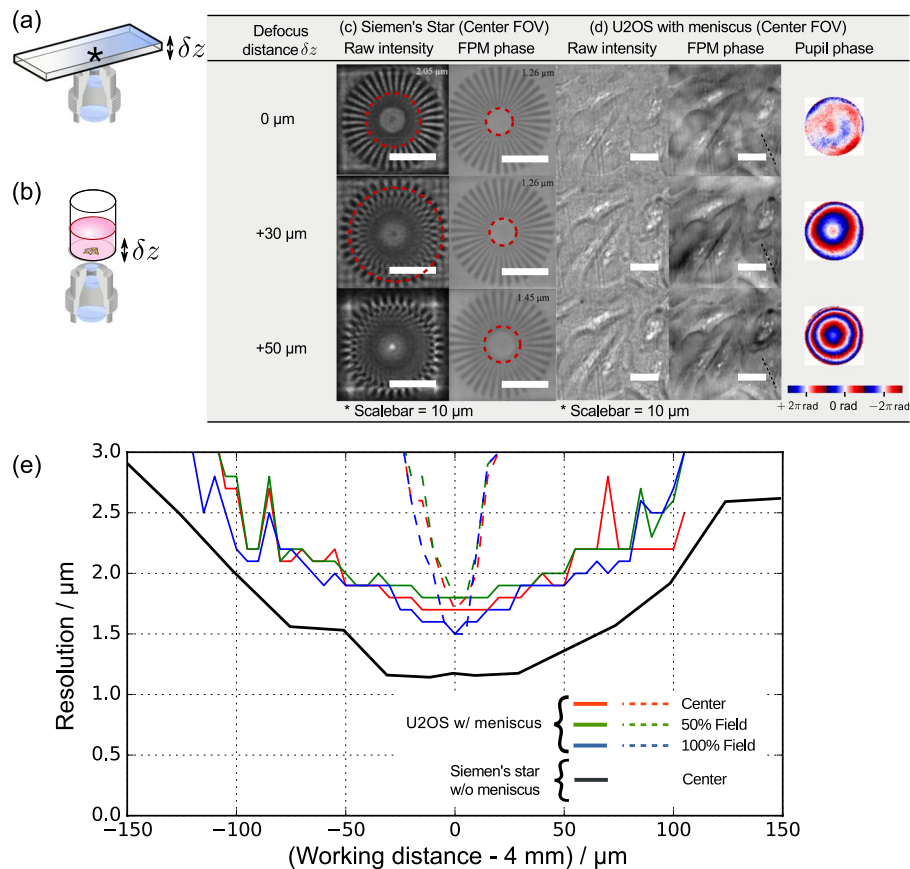 (a)
δz
*
(b)
δz
Defocus distance δz
(c) Siemen's Star (Center FOV)
(d) U2OS with meniscus (Center FOV)
Raw intensity
FPM phase
Raw intensity
FPM phase
Pupil phase
0 µm
2.05 µm
1.26 µm
+30 µm
1.26 µm
+50 µm
1.45 µm
+2π rad
0 rad
−2π rad
* Scalebar = 10 µm
* Scalebar = 10 µm
(e)
Resolution / µm
3.0
2.5
2.0
1.5
1.0
0.5
0.0
−150
−100
−50
0
50
100
150
(Working distance - 4 mm) / µm
U2OS w/ meniscus
Center
50% Field
100% Field
Siemen's star
w/o meniscus
Center